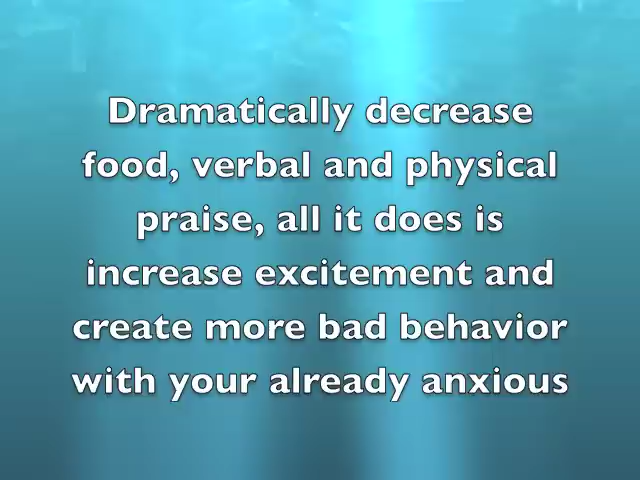 Dramatically decrease
food, verbal and physical
praise, all it does is
increase excitement and
create more bad behavior
with your already anxious